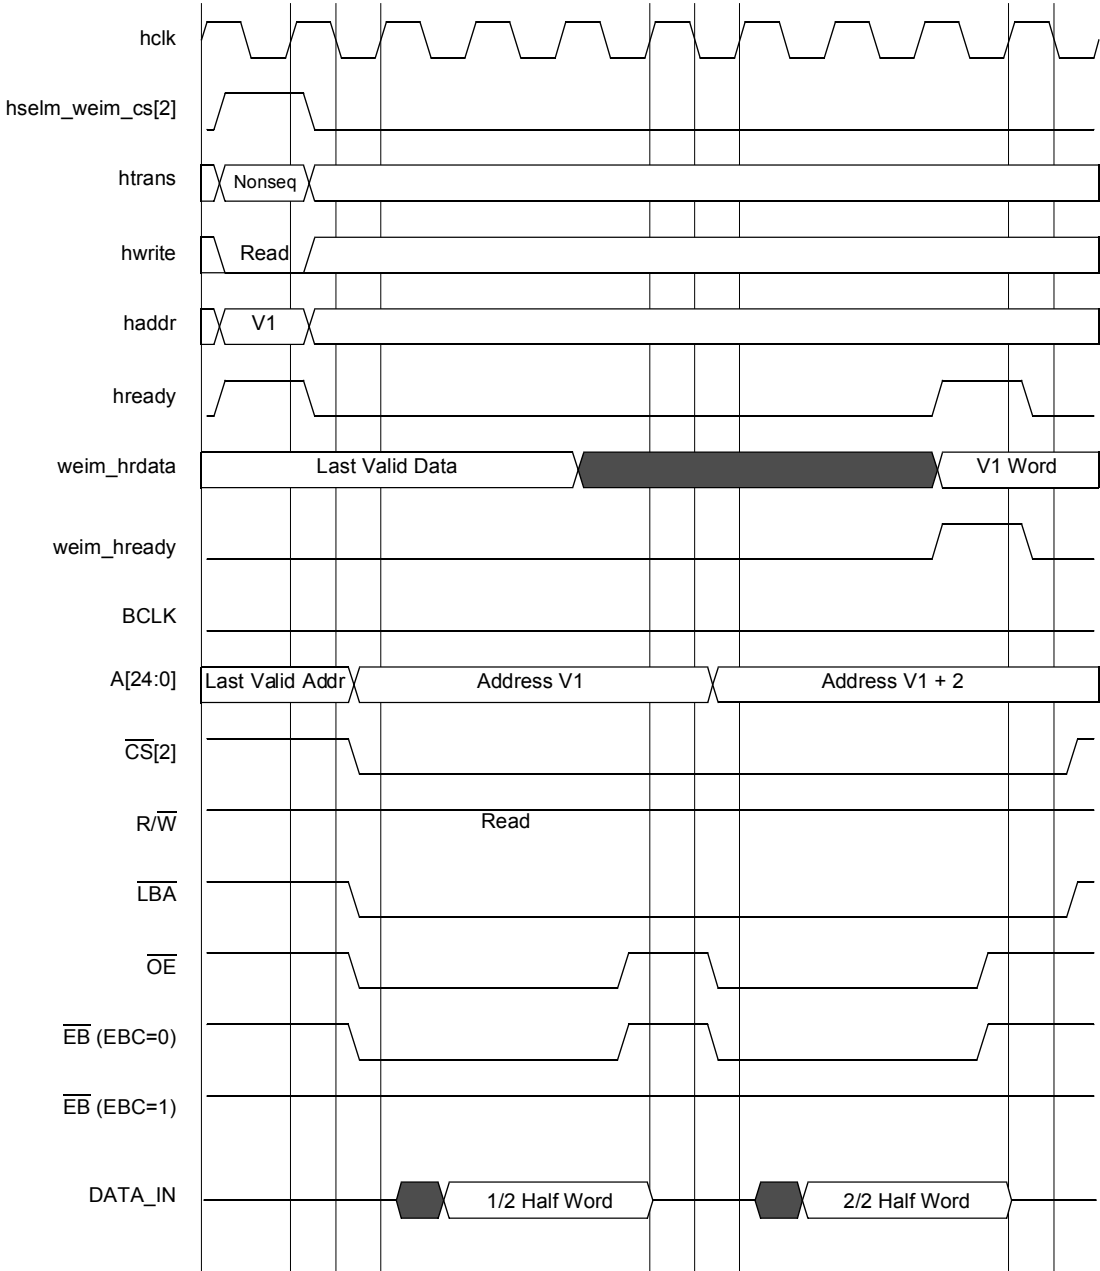 hclk
hselm_weim_cs[2]
htrans Nonseq
hwrite Read
haddr V1
hready
weim_hrdata Last Valid Data V1 Word
weim_hready
BCLK
A[24:0] Last Valid Addr Address V1 Address V1 + 2
CS[2]
R/W Read
LBA
OE
EB (EBC=0)
EB (EBC=1)
DATA_IN 1/2 Half Word 2/2 Half Word